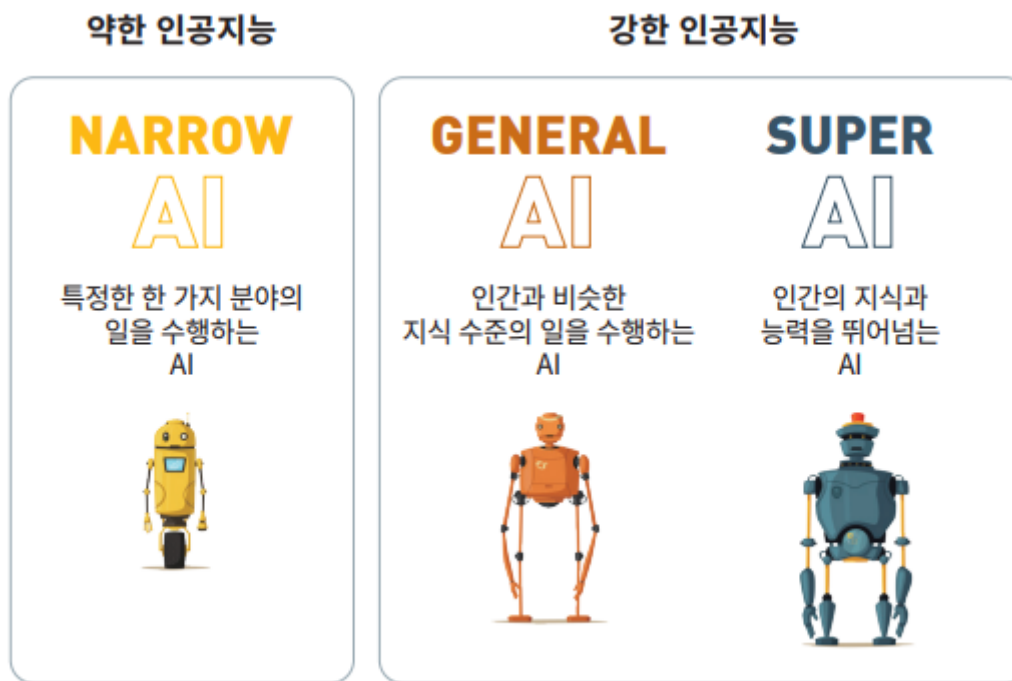 약한 인공지능
강한 인공지능
NARROW
AI
특정한 한 가지 분야의
일을 수행하는
AI
GENERAL
AI
인간과 비슷한
지식 수준의 일을 수행하는
AI
SUPER
AI
인간의 지식과
능력을 뛰어넘는
AI